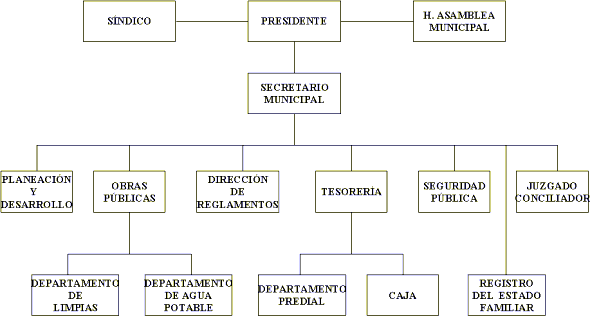 SÍNDICO
PRESIDENTE
H. ASAMBLEA
MUNICIPAL
SECRETARIO
MUNICIPAL
PLANEACIÓN
Y
DESARROLLO
OBRAS
PÚBLICAS
DIRECCIÓN
DE
REGLAMENTOS
TESORERÍA
SEGURIDAD
PÚBLICA
JUZGADO
CONCILIADOR
DEPARTAMENTO
DE
LIMPIAS
DEPARTAMENTO
DE AGUA
POTABLE
DEPARTAMENTO
PREDIAL
CAJA
REGISTRO
DEL ESTADO
FAMILIAR